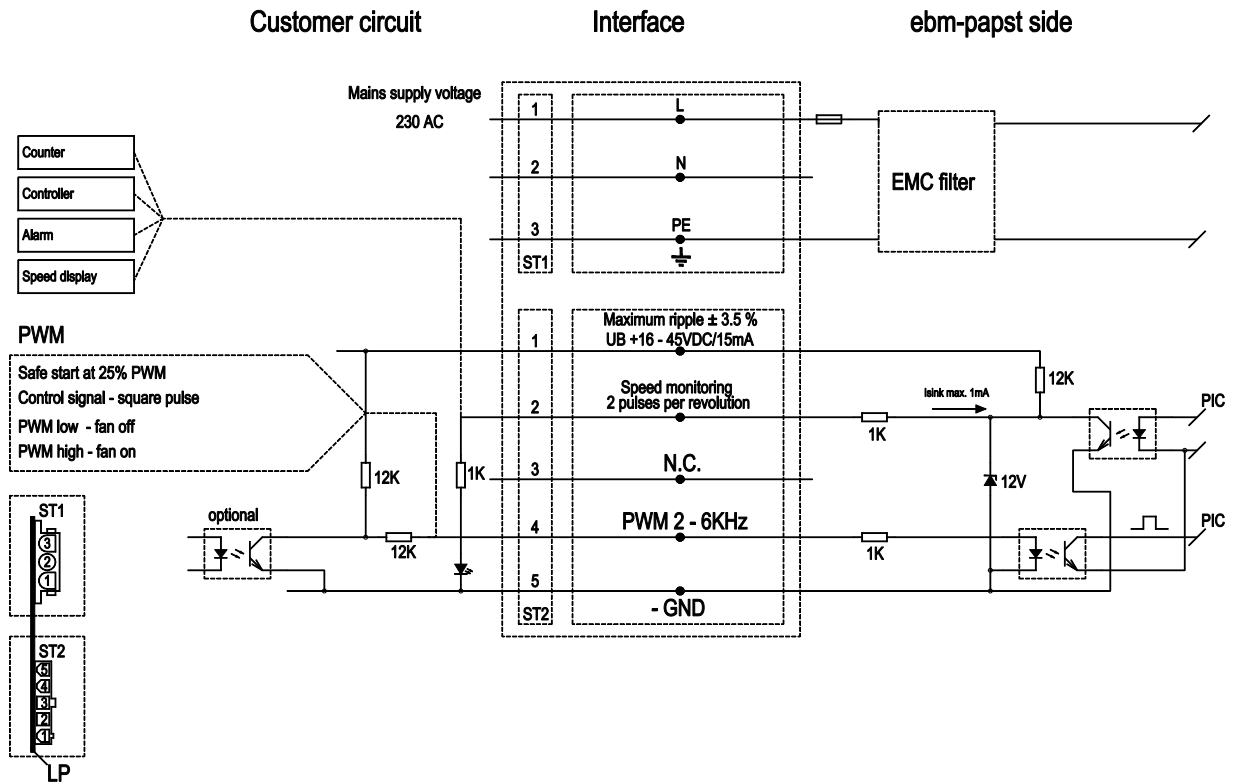 Customer circuit
Interface
ebm-papst side
Mains supply voltage
230 AC
1
L
2
N
3
PE
ST1
EMC filter
Counter
Controller
Alarm
Speed display
PWM
Safe start at 25% PWM
Control signal - square pulse
PWM low - fan off
PWM high - fan on
Maximum ripple ± 3.5 %
1
UB +16 - 45VDC/15mA
Speed monitoring
2
2 pulses per revolution
3
N.C.
4
PWM 2 - 6KHz
5
- GND
ST2
12K
1K
12K
optional
1K
Isink max. 1mA
12K
PIC
12V
1K
PIC
ST1
3
2
1
ST2
5
4
3
2
1
LP